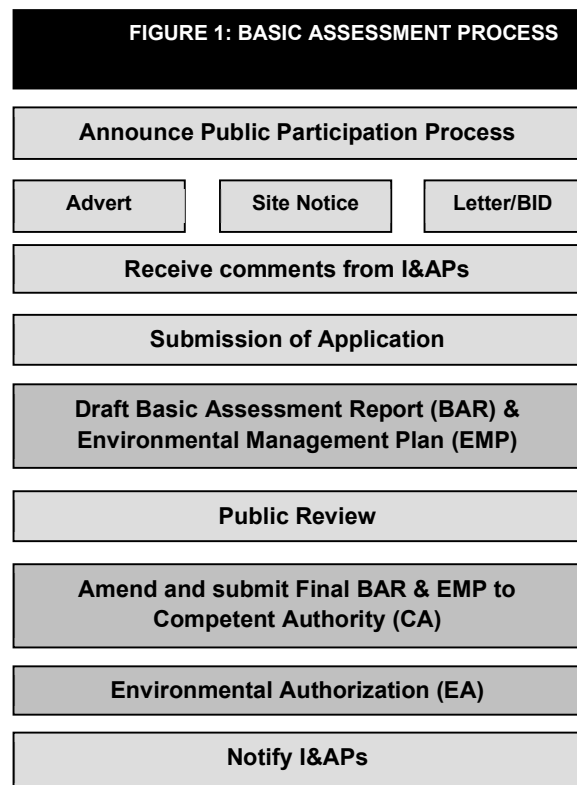 FIGURE 1: BASIC ASSESSMENT PROCESS
Announce Public Participation Process
Advert
Site Notice
Letter/BID
Receive comments from I&APs
Submission of Application
Draft Basic Assessment Report (BAR) &
Environmental Management Plan (EMP)
Public Review
Amend and submit Final BAR & EMP to
Competent Authority (CA)
Environmental Authorization (EA)
Notify I&APs